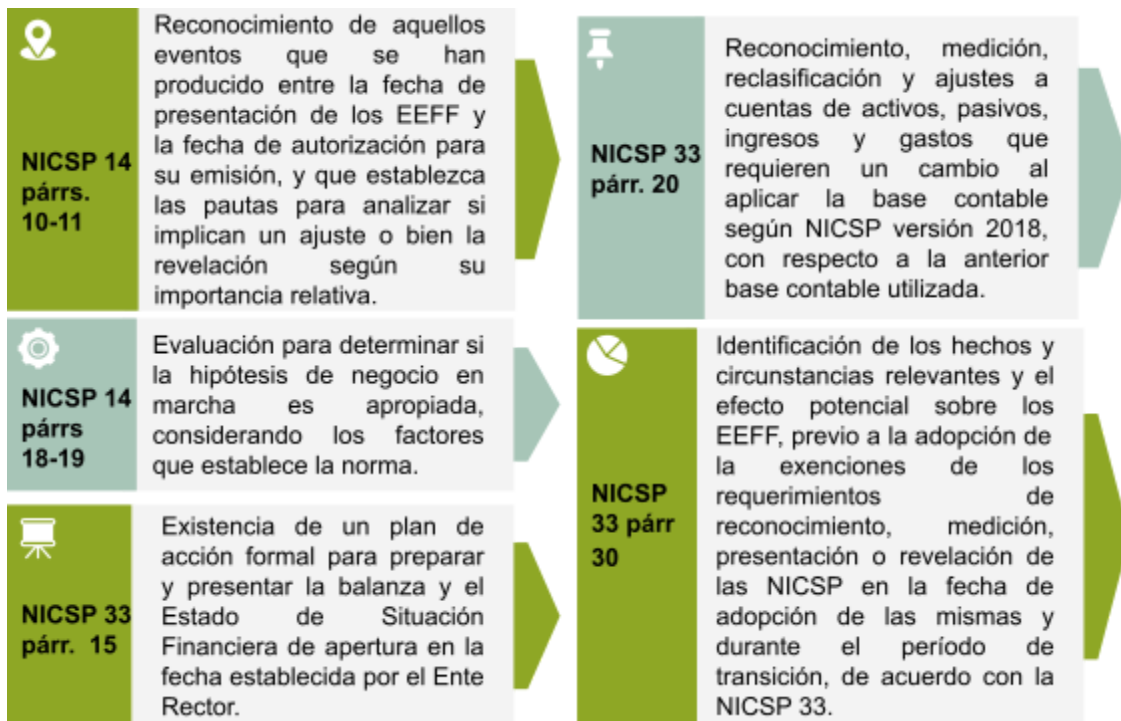 NICSP 14
párrs.
10-11
Reconocimiento de aquellos
eventos que se han
producido entre la fecha de
presentación de los EEFF y
la fecha de autorización para
su emisión, y que establezca
las pautas para analizar si
implican un ajuste o bien la
revelación según su
importancia relativa.
NICSP 14
párrs
18-19
Evaluación para determinar si
la hipótesis de negocio en
marcha es apropiada,
considerando los factores
que establece la norma.
NICSP 33
párr. 15
Existencia de un plan de
acción formal para preparar
y presentar la balanza y el
Estado de Situación
Financiera de apertura en la
fecha establecida por el Ente
Rector.
NICSP 33
párr. 20
Reconocimiento, medición,
reclasificación y ajustes a
cuentas de activos, pasivos,
ingresos y gastos que
requieren un cambio al
aplicar la base contable
según NICSP versión 2018,
con respecto a la anterior
base contable utilizada.
NICSP
33 párr
30
Identificación de los hechos y
circunstancias relevantes y el
efecto potencial sobre los
EEFF, previo a la adopción de
la exenciones de los
requerimientos de
reconocimiento, medición,
presentación o revelación de
las NICSP en la fecha de
adopción de las mismas y
durante el período de
transición, de acuerdo con la
NICSP 33.